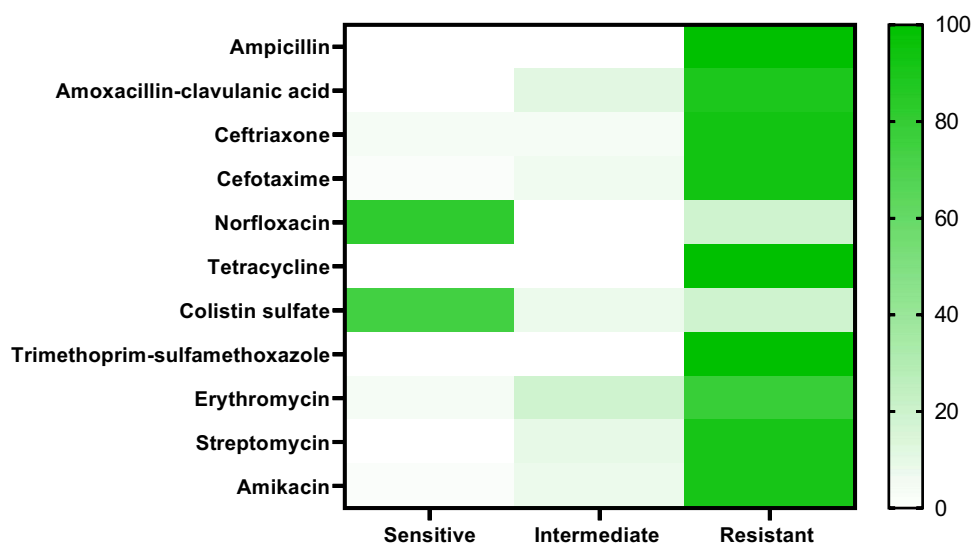 Ampicillin
Amoxacillin-clavulanic acid
Ceftriaxone
Cefotaxime
Norfloxacin
Tetracycline
Colistin sulfate
Trimethoprim-sulfamethoxazole
Erythromycin
Streptomycin
Amikacin
Sensitive Intermediate Resistant
100
80
60
40
20
0